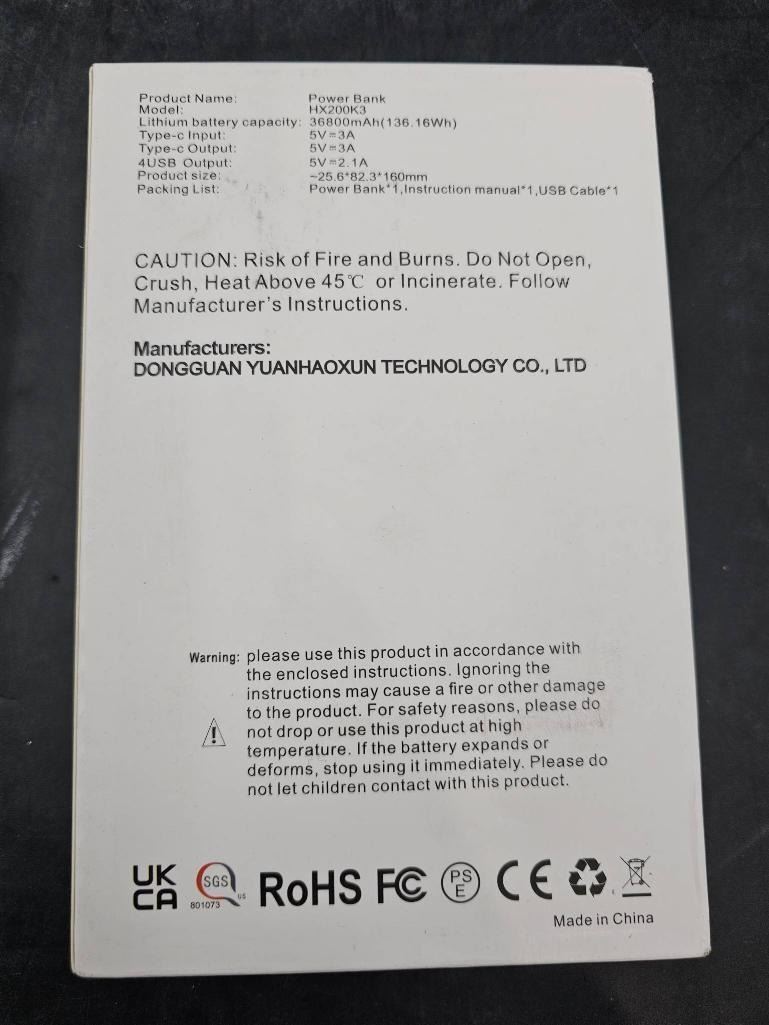 Product Name: Power Bank
Model: HX200K3
Lithium battery capacity: 36800mAh(136.16Wh)
Type-c Input: 5V⎓3A
Type-c Output: 5V⎓3A
4USB Output: 5V⎓2.1A
Product size: ~25.6*82.3*160mm
Packing List: Power Bank*1,Instruction manual*1,USB Cable*1
CAUTION: Risk of Fire and Burns. Do Not Open,
Crush, Heat Above 45℃ or Incinerate. Follow
Manufacturer's Instructions.
Manufacturers:
DONGGUAN YUANHAOXUN TECHNOLOGY CO., LTD
Warning: please use this product in accordance with
the enclosed instructions. Ignoring the
instructions may cause a fire or other damage
to the product. For safety reasons, please do
not drop or use this product at high
temperature. If the battery expands or
deforms, stop using it immediately. Please do
not let children contact with this product.
UK
CA
SGS
US
801073
RoHS FC PS
E CE
Made in China